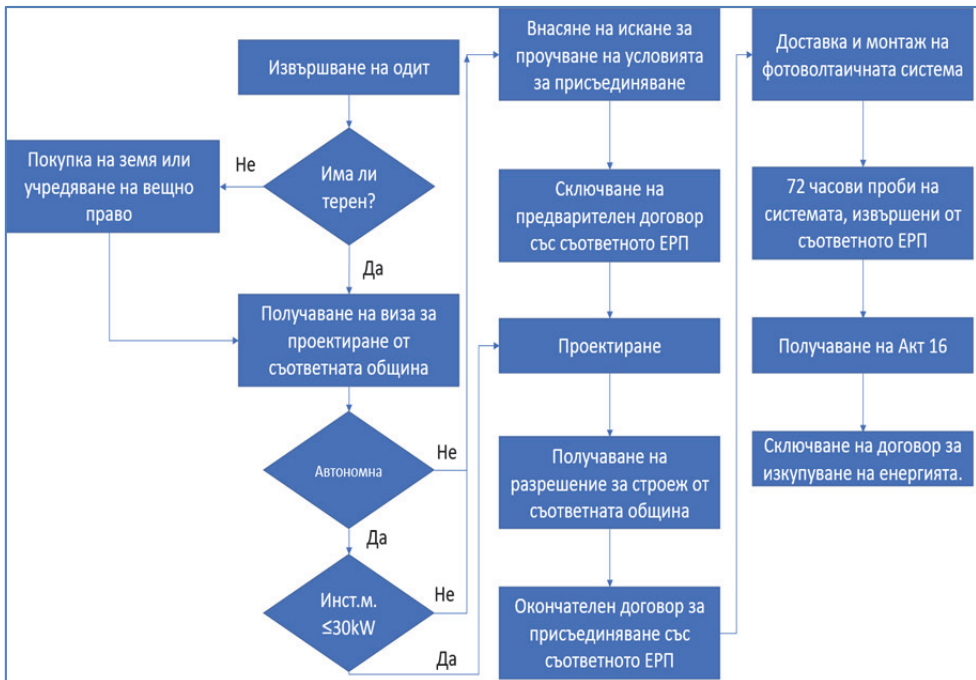 Извършване на одит
Не
Има ли
терен?
Покупка на земя или
учредяване на вещно
право
Да
Получаване на виза за
проектиране от
съответната община
Автономна
Не
Да
Инст.м.
≤30kW
Не
Да
Внасяне на искане за
проучване на условията
за присъединяване
Сключване на
предварителен договор
със съответното ЕРП
Проектиране
Получаване на
разрешение за строеж от
съответната община
Окончателен договор за
присъединяване със
съответното ЕРП
Доставка и монтаж на
фотоволтаичната система
72 часови проби на
системата, извършени от
съответното ЕРП
Получаване на Акт 16
Сключване на договор за
изкупуване на енергията.